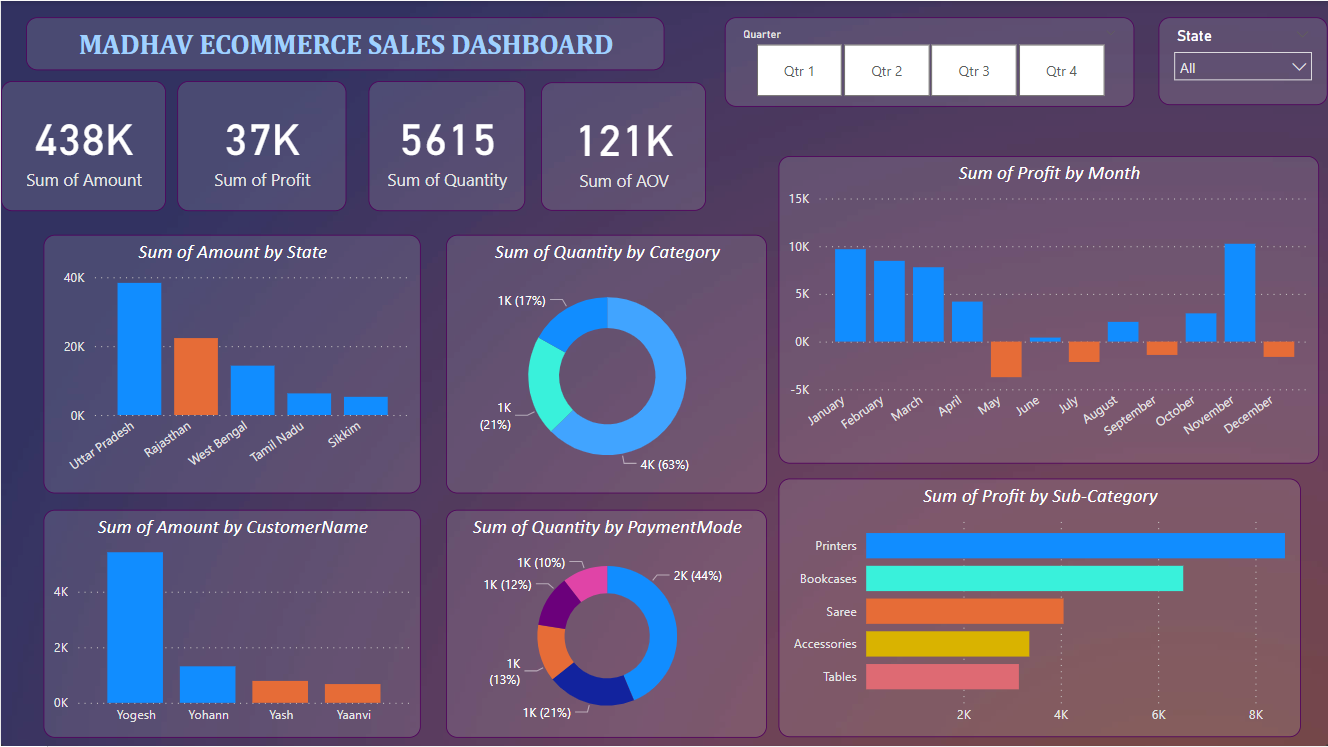 MADHAV ECOMMERCE SALES DASHBOARD
Quarter
Qtr 1
Qtr 2
Qtr 3
Qtr 4
State
All
438K
Sum of Amount
37K
Sum of Profit
5615
Sum of Quantity
121K
Sum of AOV
Sum of Amount by State
40K
20K
0K
Uttar Pradesh
Rajasthan
West Bengal
Tamil Nadu
Sikkim
Sum of Quantity by Category
1K (17%)
1K
(21%)
4K (63%)
Sum of Profit by Month
15K
10K
5K
0K
-5K
January
February
March
April
May
June
July
August
September
October
November
December
Sum of Amount by CustomerName
4K
2K
0K
Yogesh
Yohann
Yash
Yaanvi
Sum of Quantity by PaymentMode
1K (10%)
1K (12%)
2K (44%)
1K
(13%)
1K (21%)
Sum of Profit by Sub-Category
Printers
Bookcases
Saree
Accessories
Tables
2K
4K
6K
8K